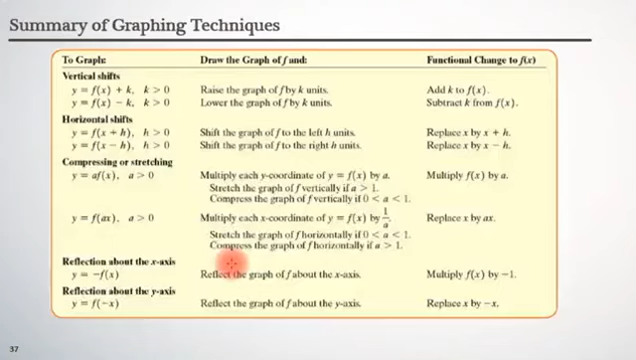 Summary of Graphing Techniques
To Graph: Draw the Graph of f and: Functional Change to f(x)
Vertical shifts
y = f(x) + k, k > 0 Raise the graph of f by k units. Add k to f(x).
y = f(x) − k, k > 0 Lower the graph of f by k units. Subtract k from f(x).
Horizontal shifts
y = f(x + h), h > 0 Shift the graph of f to the left h units. Replace x by x + h.
y = f(x − h), h > 0 Shift the graph of f to the right h units. Replace x by x − h.
Compressing or stretching
y = af(x), a > 0 Multiply each y-coordinate of y = f(x) by a. Multiply f(x) by a.
Stretch the graph of f vertically if a > 1.
Compress the graph of f vertically if 0 < a < 1.
y = f(ax), a > 0 Multiply each x-coordinate of y = f(x) by 1/a. Replace x by ax.
Stretch the graph of f horizontally if 0 < a < 1.
Compress the graph of f horizontally if a > 1.
Reflection about the x-axis
y = −f(x) Reflect the graph of f about the x-axis. Multiply f(x) by −1.
Reflection about the y-axis
y = f(−x) Reflect the graph of f about the y-axis. Replace x by −x.
37